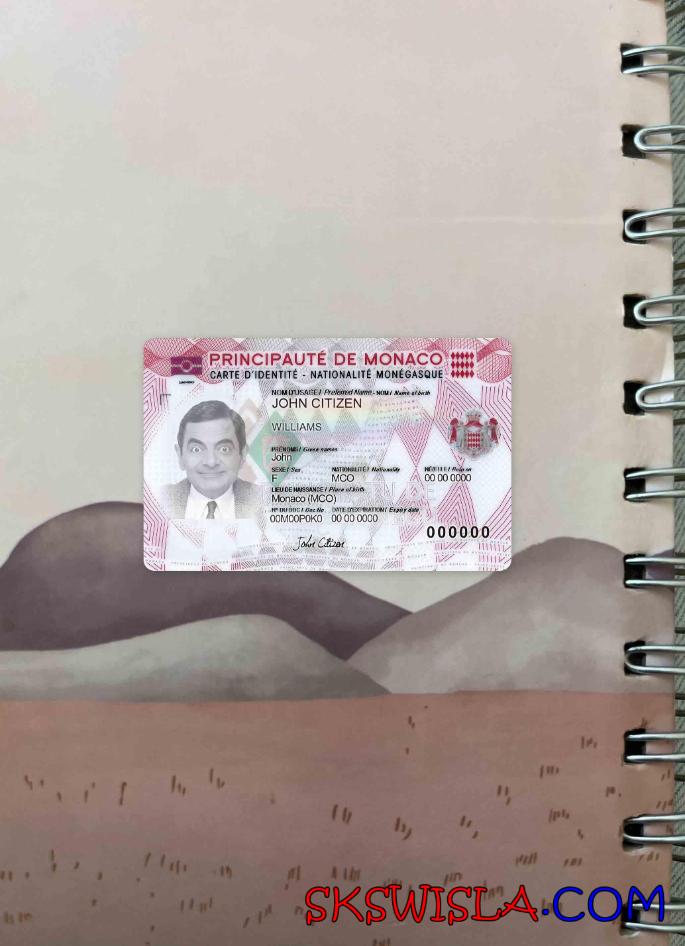 PRINCIPAUTÉ DE MONACO
CARTE D'IDENTITÉ - NATIONALITÉ MONÉGASQUE
NOM D'USAGE / Preferred Name - NOM / Name of birth
JOHN CITIZEN
WILLIAMS
PRÉNOMS / Given names
John
SEXE / Sex NATIONALITÉ / Nationality NÉ(E) LE / Born on
F MCO 00 00 0000
LIEU DE NAISSANCE / Place of birth
Monaco (MCO)
N° DU DOC / Doc No DATE D'EXPIRATION / Expiry date
00M00P0K0 00 00 0000
000000
John Citizen
SKSWISLA.COM